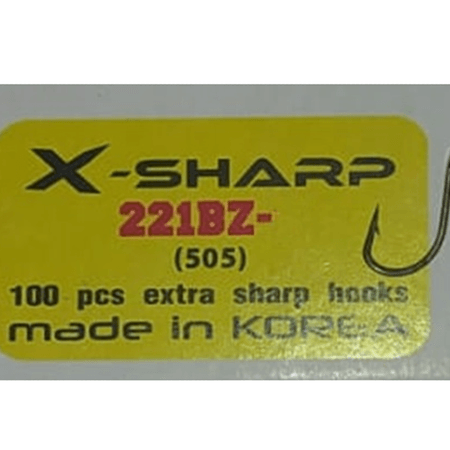 X-SHARP
221BZ-
(505)
100 pcs extra sharp hooks
made in KOREA